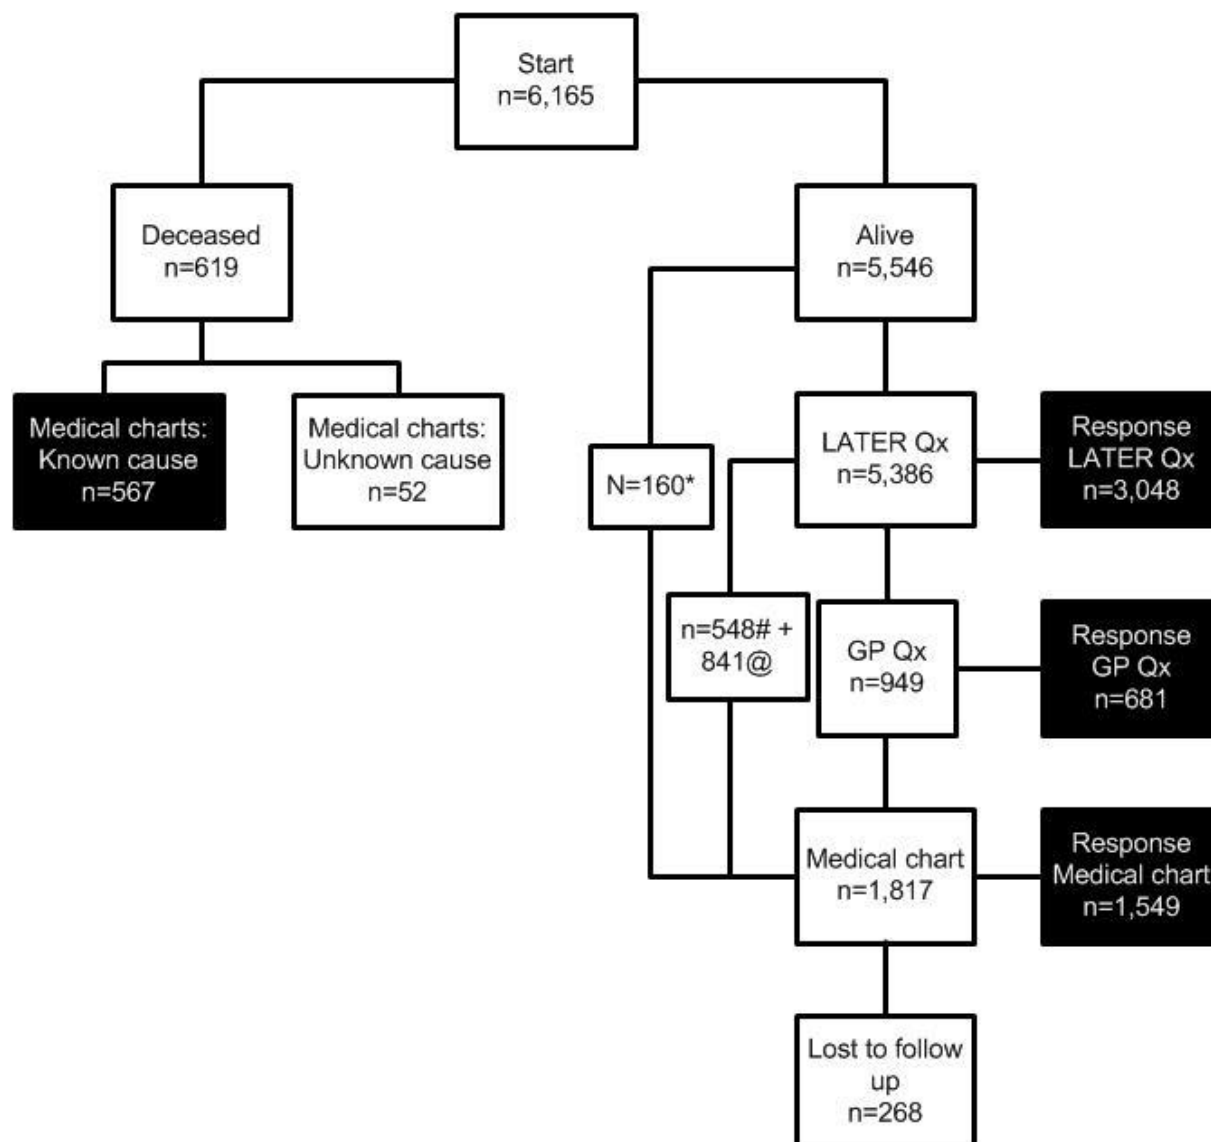 Start
n=6,165
Deceased
n=619
Alive
n=5,546
Medical charts:
Known cause
n=567
Medical charts:
Unknown cause
n=52
N=160*
LATER Qx
n=5,386
Response
LATER Qx
n=3,048
n=548# +
841@
GP Qx
n=949
Response
GP Qx
n=681
Medical chart
n=1,817
Response
Medical chart
n=1,549
Lost to follow
up
n=268